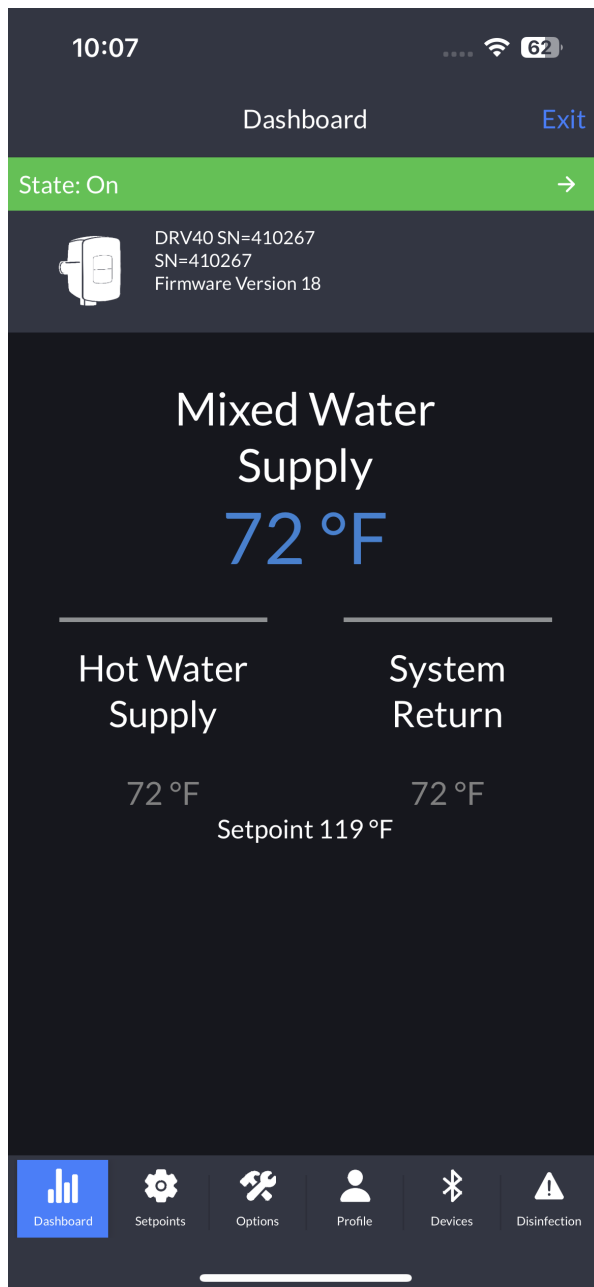 10:07
62
Dashboard
Exit
State: On
DRV40 SN=410267
SN=410267
Firmware Version 18
Mixed Water
Supply
72 °F
Hot Water
Supply
System
Return
72 °F
72 °F
Setpoint 119 °F
Dashboard
Setpoints
Options
Profile
Devices
Disinfection